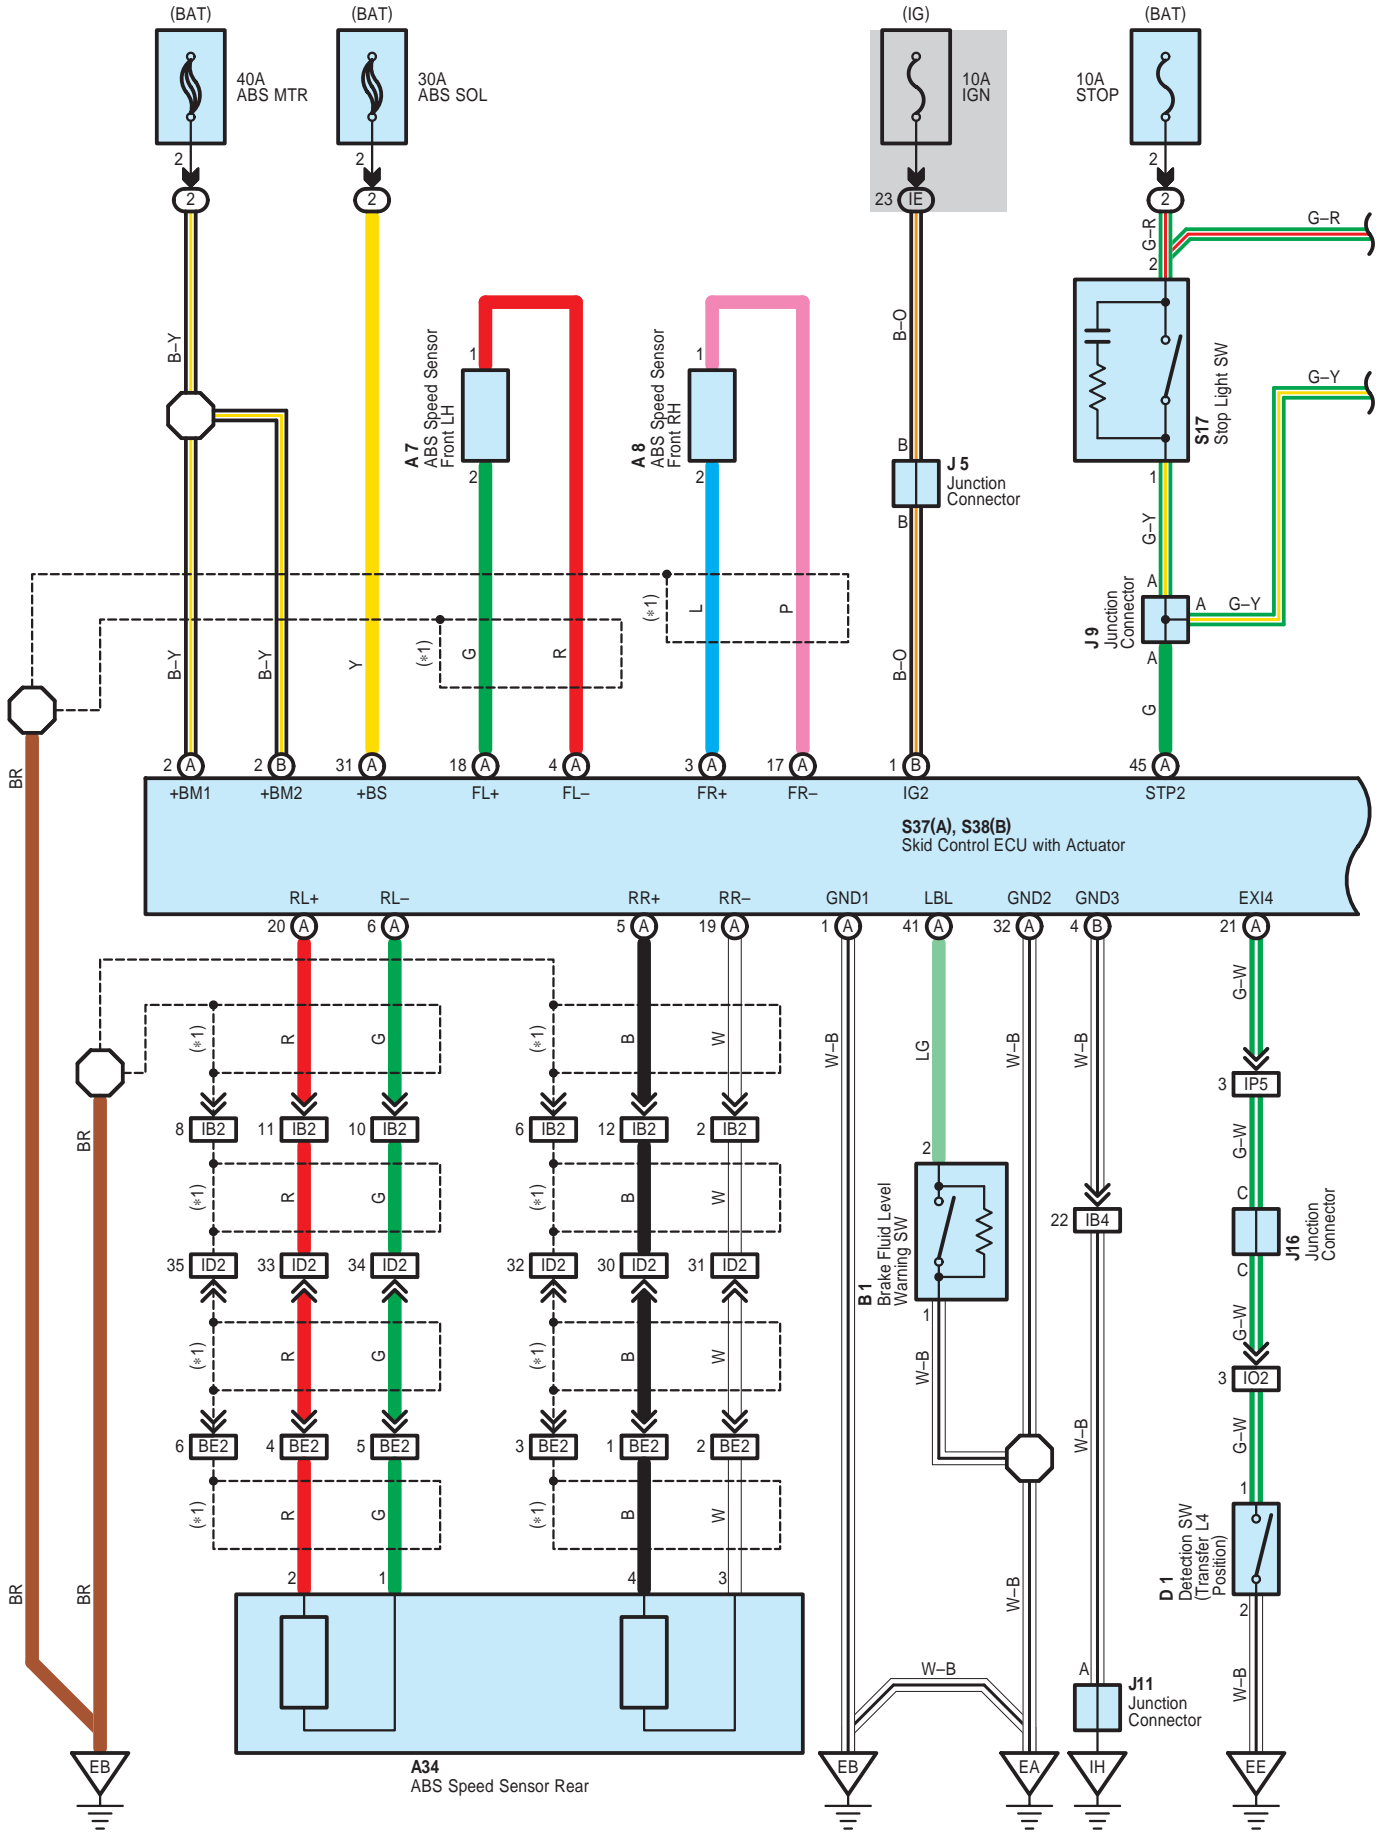 (BAT)
(BAT)
(IG)
(BAT)
40A
ABS MTR
30A
ABS SOL
10A
IGN
10A
STOP
2
2
2
2
2
23
IE
2
G–R
G–R
2
B–Y
1
A 7
ABS Speed Sensor
Front LH
2
1
A 8
ABS Speed Sensor
Front RH
2
B–O
B
J 5
Junction
Connector
B
S17
Stop Light SW
1
G–Y
G–Y
A
A
G–Y
J 9
Junction
Connector
A
G
(*1)
L
P
(*1)
G
R
B–Y
B–Y
Y
B–O
BR
2
A
2
B
31
A
18
A
4
A
3
A
17
A
1
B
45
A
+BM1
+BM2
+BS
FL+
FL–
FR+
FR–
IG2
STP2
S37(A), S38(B)
Skid Control ECU with Actuator
RL+
RL–
RR+
RR–
GND1
LBL
GND2
GND3
EXI4
20
A
6
A
5
A
19
A
1
A
41
A
32
A
4
B
21
A
(*1)
R
G
(*1)
B
W
W–B
LG
W–B
W–B
G–W
BR
8
IB2
11
IB2
10
IB2
6
IB2
12
IB2
2
IB2
3
IP5
G–W
(*1)
R
G
(*1)
B
W
2
B 1
Brake Fluid Level
Warning SW
1
22
IB4
C
J16
Junction
Connector
C
35
ID2
33
ID2
34
ID2
32
ID2
30
ID2
31
ID2
G–W
(*1)
R
G
(*1)
B
W
W–B
3
IO2
6
BE2
4
BE2
5
BE2
3
BE2
1
BE2
2
BE2
W–B
G–W
(*1)
R
G
(*1)
B
W
1
D 1
Detection SW
(Transfer L4
Position)
2
BR
BR
2
1
4
3
W–B
W–B
W–B
A
J11
Junction
Connector
A34
ABS Speed Sensor Rear
EB
EB
EA
IH
EE